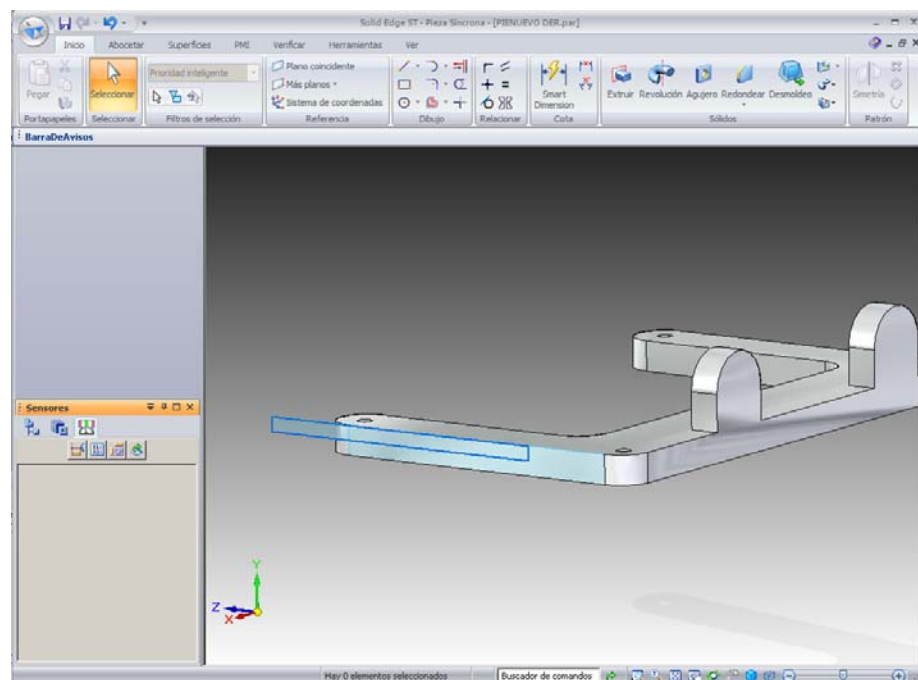 Solid Edge ST - Pieza Síncrona - [PIENUEVO DER.par]
Inicio Abocetar Superficies PMI Verificar Herramientas Ver
Prioridad inteligente
Plano coincidente
Más planos
Sistema de coordenadas
Pegar
Seleccionar
Smart Dimension
Extruir Revolución Agujero Redondear Desmoldeo
Simetría
Portapapeles Seleccionar Filtros de selección Referencia Dibujo Relacionar Cota Sólidos Patrón
BarraDeAvisos
Sensores
Y
Z
X
Hay 0 elementos seleccionados Buscador de comandos